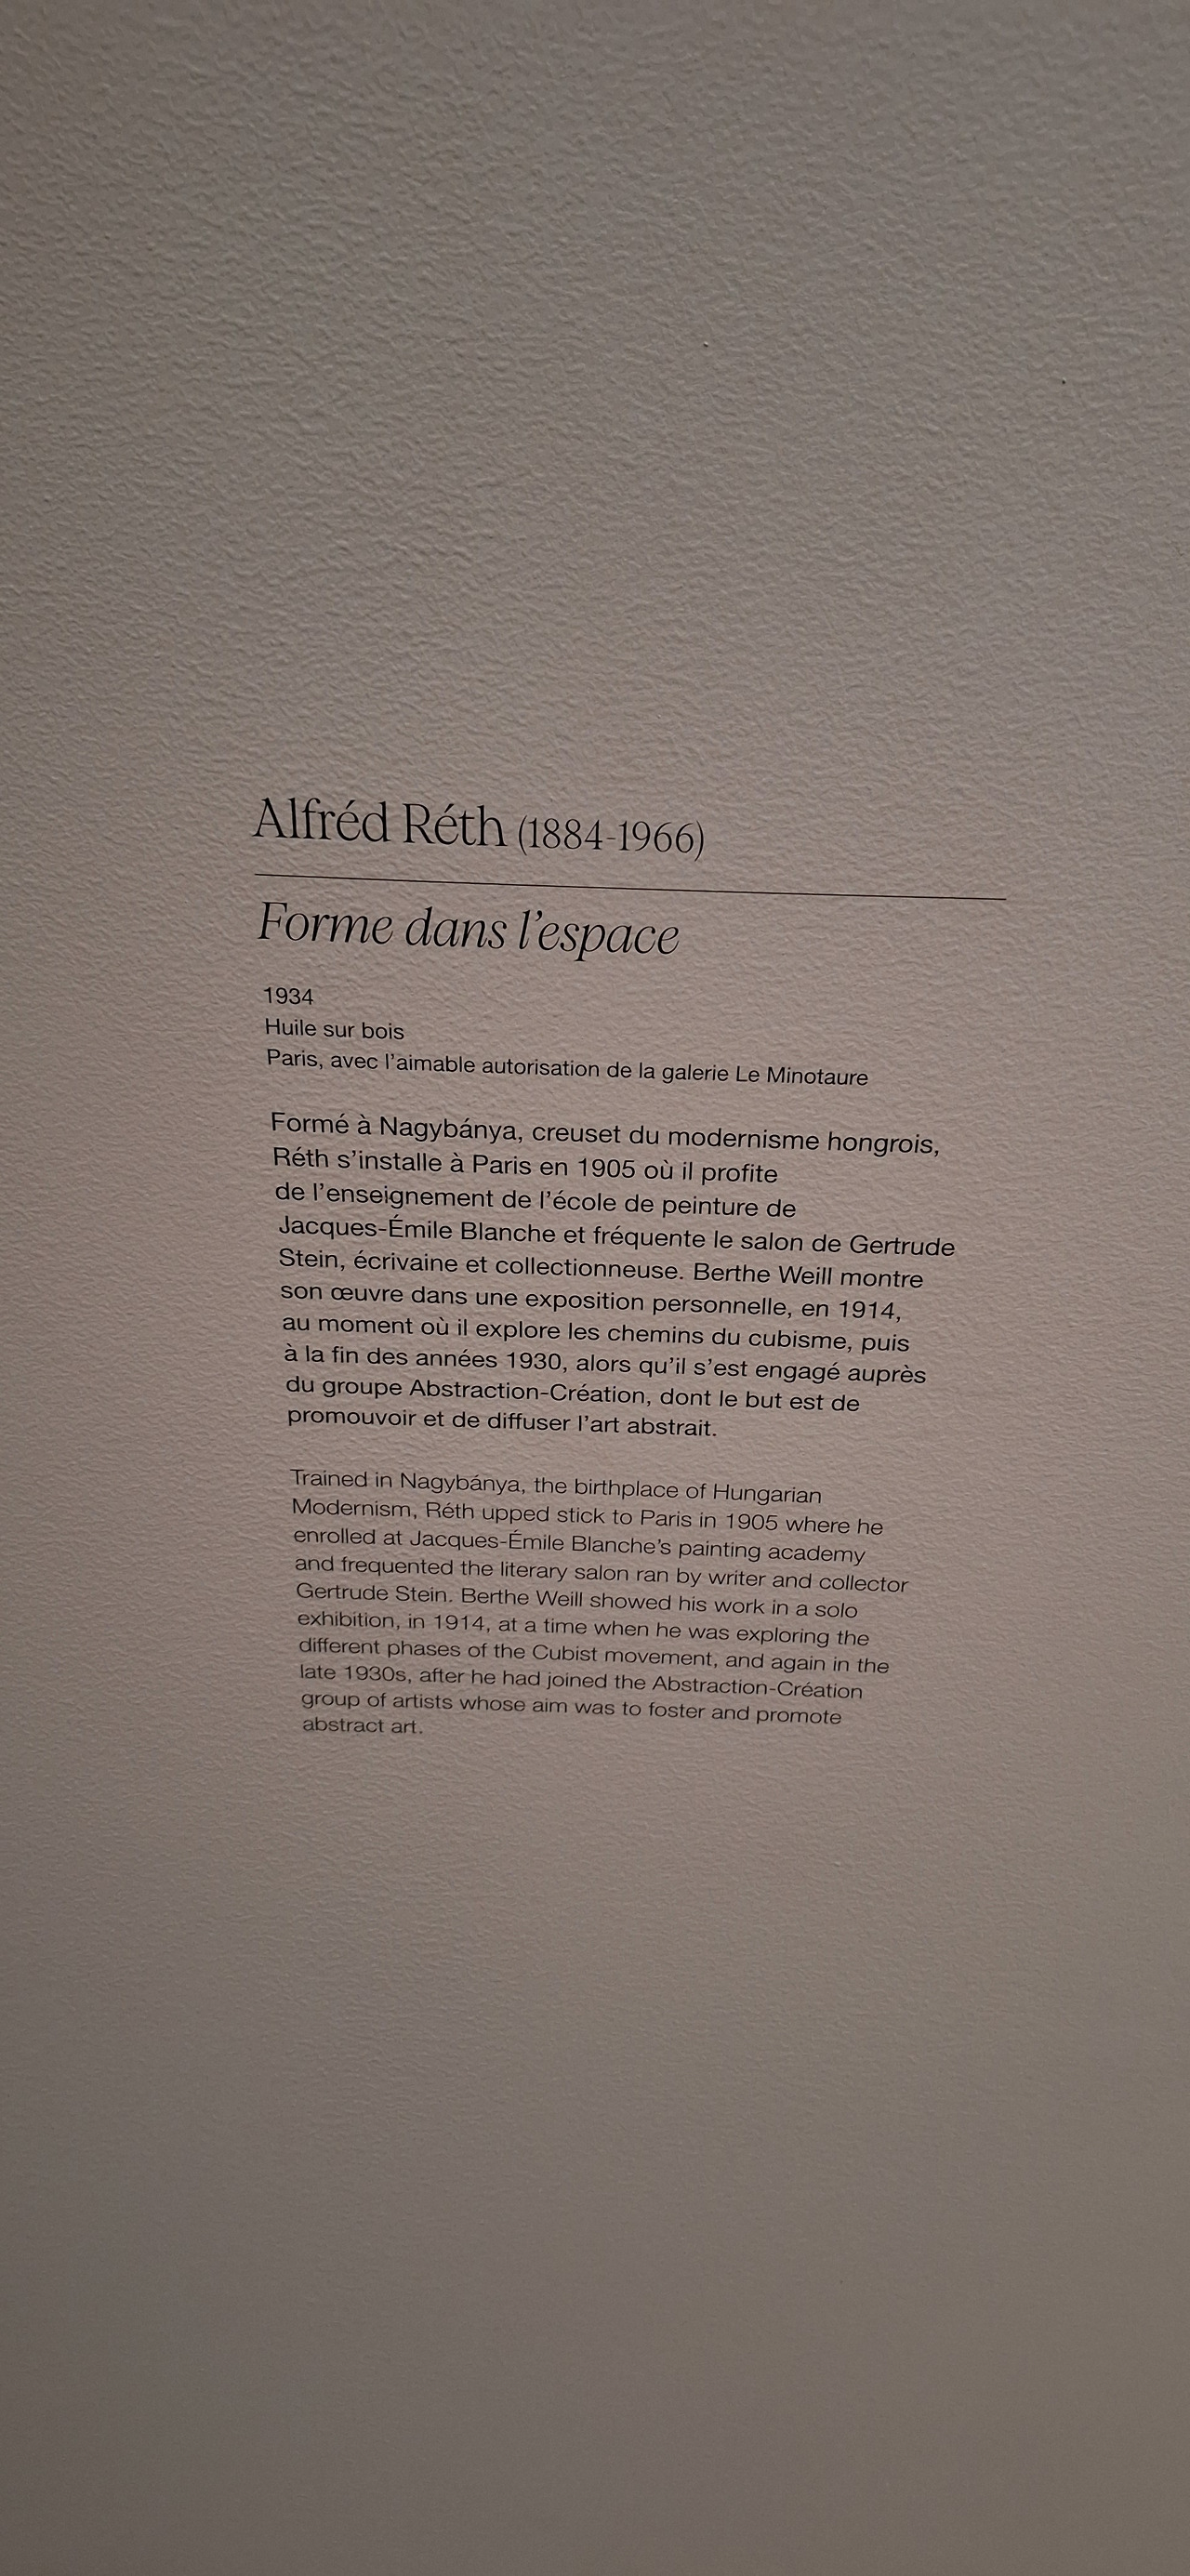 Alfréd Réth (1884-1966)
Forme dans l'espace
1934
Huile sur bois
Paris, avec l'aimable autorisation de la galerie Le Minotaure
Formé à Nagybánya, creuset du modernisme hongrois,
Réth s'installe à Paris en 1905 où il profite
de l'enseignement de l'école de peinture de
Jacques-Émile Blanche et fréquente le salon de Gertrude
Stein, écrivaine et collectionneuse. Berthe Weill montre
son œuvre dans une exposition personnelle, en 1914,
au moment où il explore les chemins du cubisme, puis
à la fin des années 1930, alors qu'il s'est engagé auprès
du groupe Abstraction-Création, dont le but est de
promouvoir et de diffuser l'art abstrait.
Trained in Nagybánya, the birthplace of Hungarian
Modernism, Réth upped stick to Paris in 1905 where he
enrolled at Jacques-Émile Blanche's painting academy
and frequented the literary salon ran by writer and collector
Gertrude Stein. Berthe Weill showed his work in a solo
exhibition, in 1914, at a time when he was exploring the
different phases of the Cubist movement, and again in the
late 1930s, after he had joined the Abstraction-Création
group of artists whose aim was to foster and promote
abstract art.